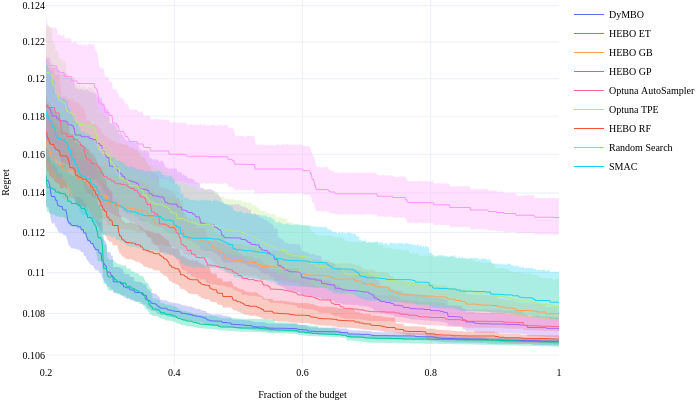 0.124
0.122
0.12
0.118
0.116
0.114
0.112
0.11
0.108
0.106
Regret
0.2
0.4
0.6
0.8
1
Fraction of the budget
DyMBO
HEBO ET
HEBO GB
HEBO GP
Optuna AutoSampler
Optuna TPE
HEBO RF
Random Search
SMAC